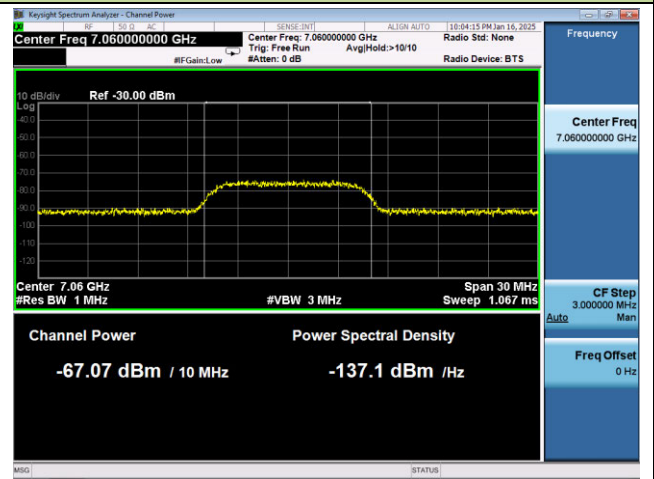 Keysight Spectrum Analyzer - Channel Power
RF 50 Ω AC SENSE:INT ALIGN AUTO 10:04:15 PM Jan 16, 2025
Center Freq 7.060000000 GHz
Center Freq: 7.060000000 GHz Radio Std: None
Trig: Free Run Avg|Hold:>10/10
#IFGain:Low #Atten: 0 dB Radio Device: BTS
Frequency
10 dB/div Ref -30.00 dBm
Log
-40.0
-50.0
-60.0
-70.0
-80.0
-90.0
-100
-110
-120
Center 7.06 GHz Span 30 MHz
#Res BW 1 MHz #VBW 3 MHz Sweep 1.067 ms
Channel Power Power Spectral Density
-67.07 dBm / 10 MHz -137.1 dBm /Hz
Center Freq
7.060000000 GHz
CF Step
3.000000 MHz
Auto Man
Freq Offset
0 Hz
MSG STATUS